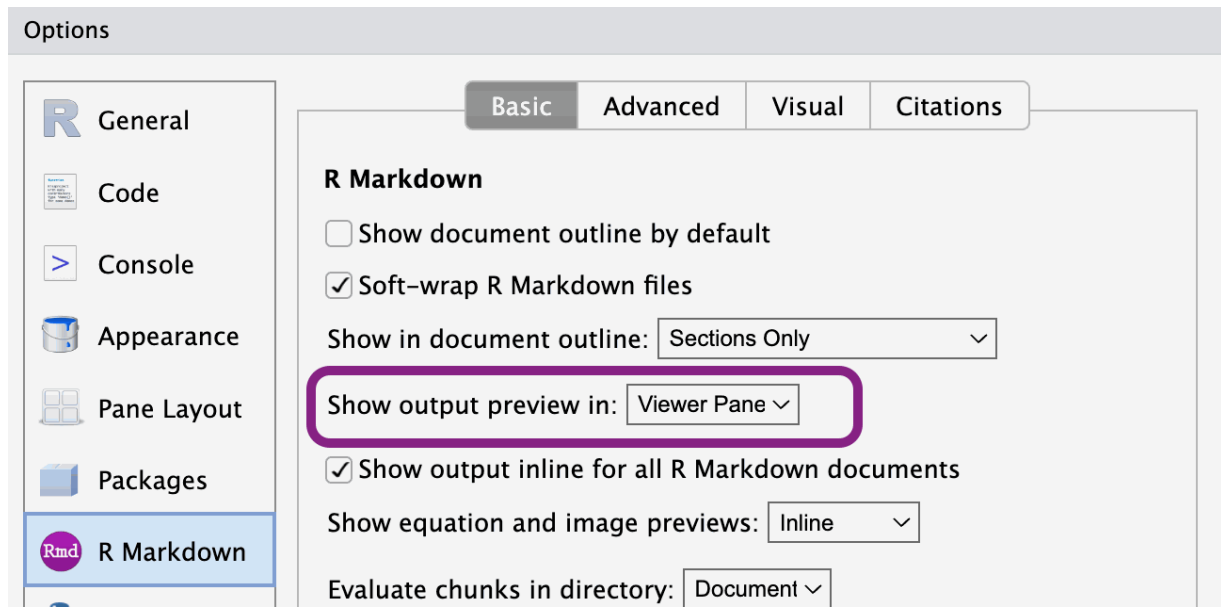 Options
General
Code
Console
Appearance
Pane Layout
Packages
Rmd R Markdown
Basic Advanced Visual Citations
R Markdown
Show document outline by default
Soft-wrap R Markdown files
Show in document outline: Sections Only
Show output preview in: Viewer Pane
Show output inline for all R Markdown documents
Show equation and image previews: Inline
Evaluate chunks in directory: Document